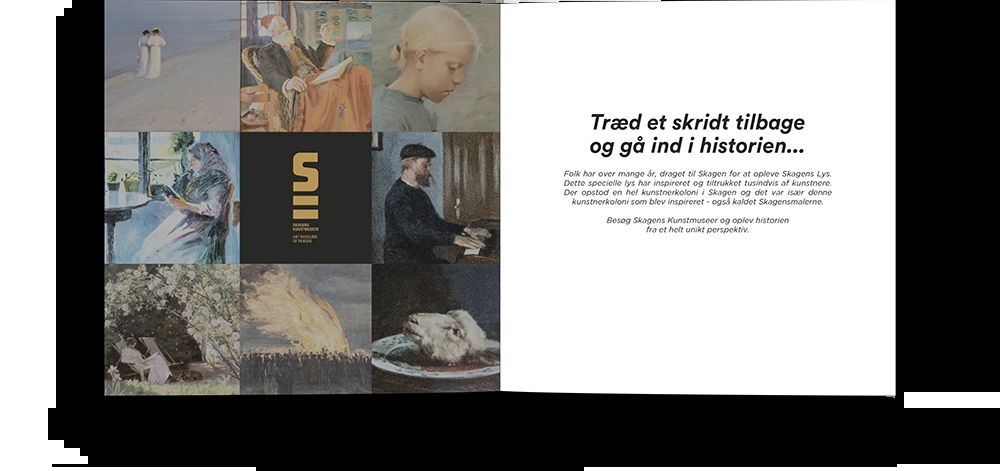 SKAGENS
KUNSTMUSEER
ART MUSEUMS
OF SKAGEN
Træd et skridt tilbage
og gå ind i historien...
Folk har over mange år, draget til Skagen for at opleve Skagens Lys.
Dette specielle lys har inspireret og tiltrukket tusindvis af kunstnere.
Der opstod en hel kunstnerkoloni i Skagen og det var især denne
kunstnerkoloni som blev inspireret - også kaldet Skagensmalerne.
Besøg Skagens Kunstmuseer og oplev historien
fra et helt unikt perspektiv.